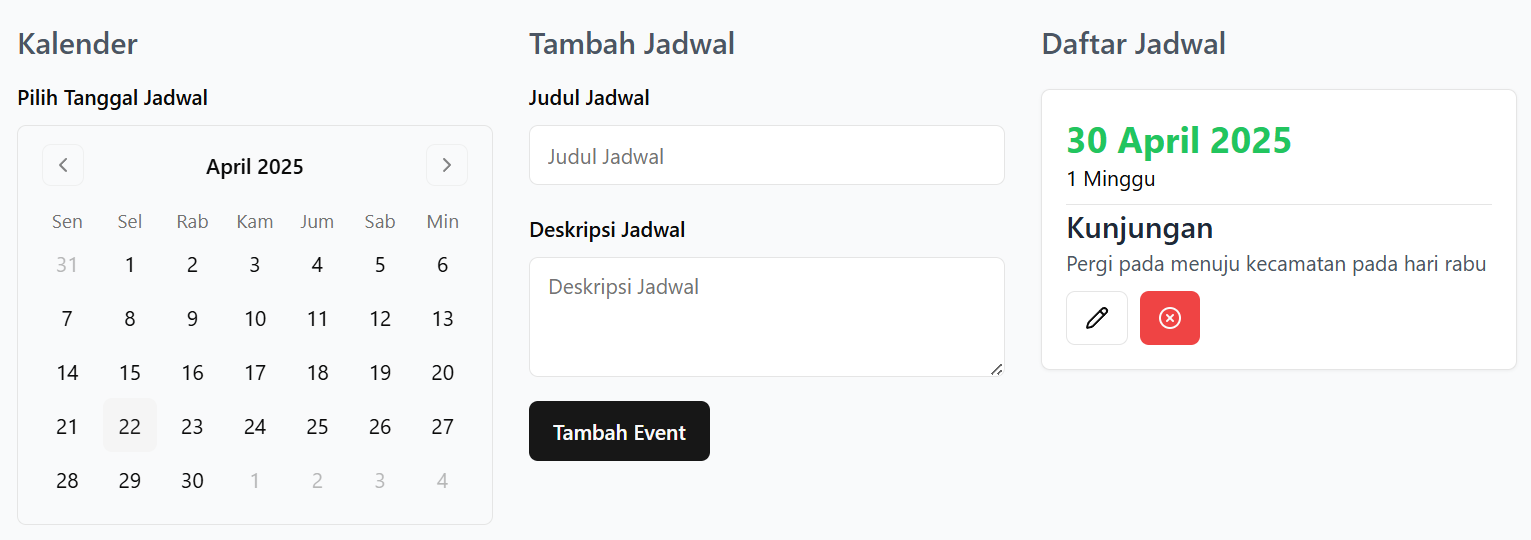 Kalender
Pilih Tanggal Jadwal
April 2025
Sen Sel Rab Kam Jum Sab Min
31 1 2 3 4 5 6
7 8 9 10 11 12 13
14 15 16 17 18 19 20
21 22 23 24 25 26 27
28 29 30 1 2 3 4
Tambah Jadwal
Judul Jadwal
Judul Jadwal
Deskripsi Jadwal
Deskripsi Jadwal
Tambah Event
Daftar Jadwal
30 April 2025
1 Minggu
Kunjungan
Pergi pada menuju kecamatan pada hari rabu